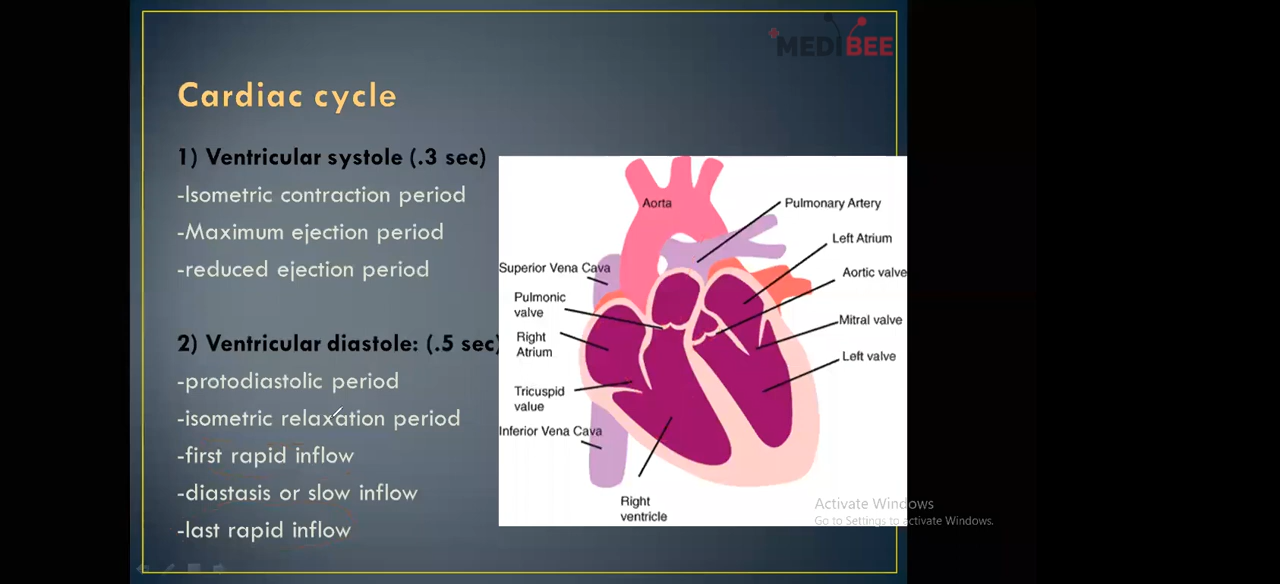 MEDIBEE
Cardiac cycle
1) Ventricular systole (.3 sec)
-Isometric contraction period
-Maximum ejection period
-reduced ejection period
2) Ventricular diastole: (.5 sec)
-protodiastolic period
-isometric relaxation period
-first rapid inflow
-diastasis or slow inflow
-last rapid inflow
Aorta
Pulmonary Artery
Left Atrium
Aortic valve
Mitral valve
Left valve
Superior Vena Cava
Pulmonic
valve
Right
Atrium
Tricuspid
value
Inferior Vena Cava
Right
ventricle
Activate Windows
Go to Settings to activate Windows.